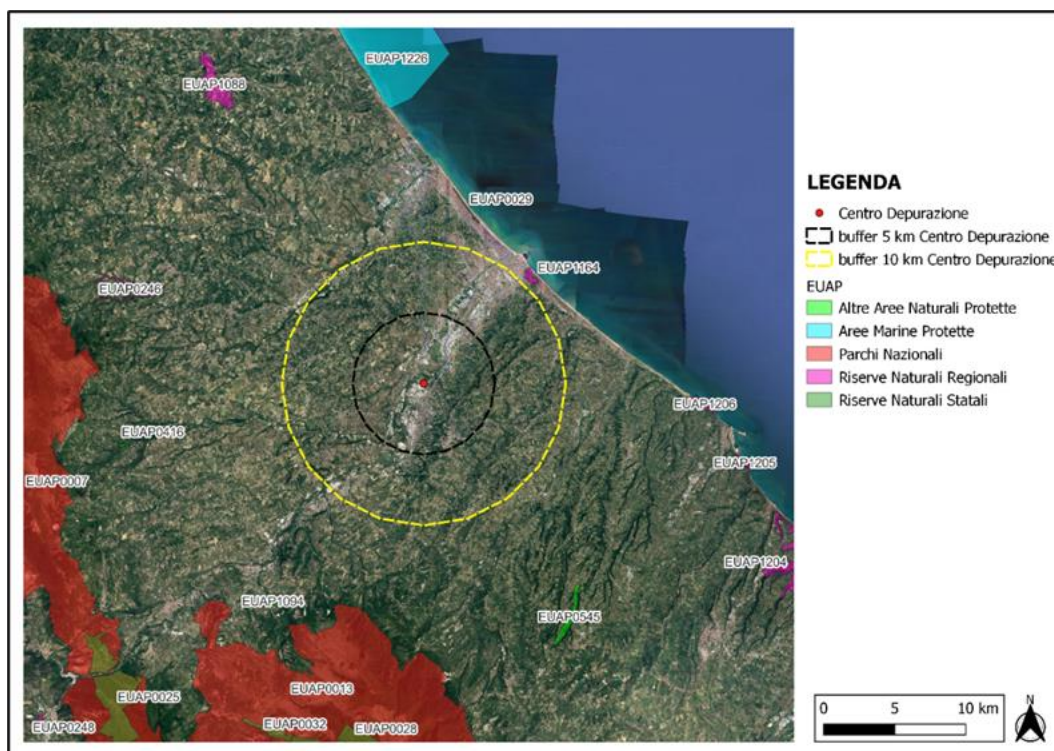 EUAP1226
EUAP1088
EUAP0029
EUAP1164
EUAP0246
EUAP1206
EUAP0416
EUAP1205
EUAP0007
EUAP1204
EUAP1094
EUAP0545
EUAP0013
EUAP0025
EUAP0248
EUAP0032
EUAP0028
LEGENDA
Centro Depurazione
buffer 5 km Centro Depurazione
buffer 10 km Centro Depurazione
EUAP
Altre Aree Naturali Protette
Aree Marine Protette
Parchi Nazionali
Riserve Naturali Regionali
Riserve Naturali Statali
0 5 10 km
N